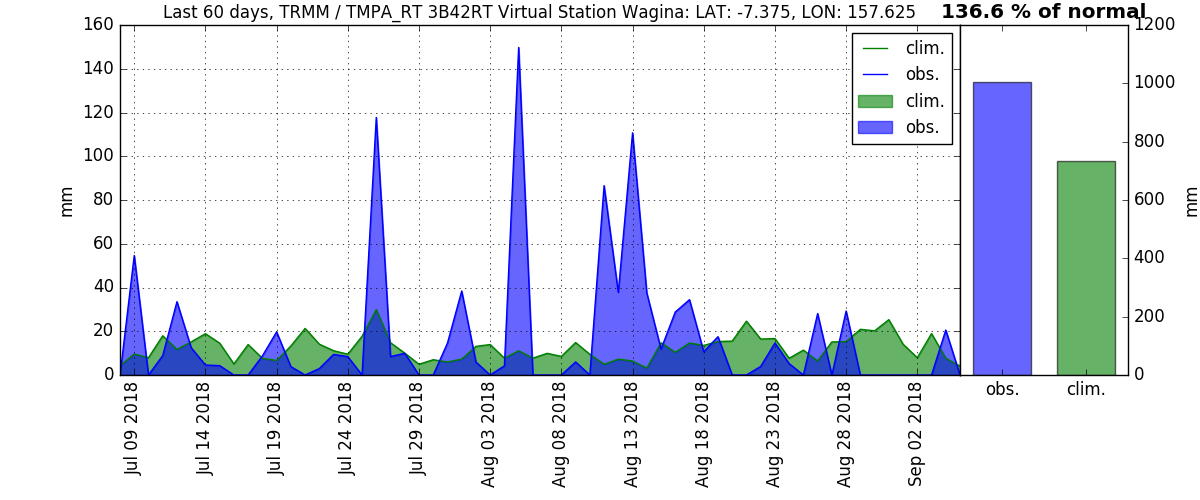 Last 60 days, TRMM / TMPA_RT 3B42RT Virtual Station Wagina: LAT: -7.375, LON: 157.625
136.6 % of normal
160
140
120
100
80
60
40
20
0
mm
clim.
obs.
clim.
obs.
Jul 09 2018
Jul 14 2018
Jul 19 2018
Jul 24 2018
Jul 29 2018
Aug 03 2018
Aug 08 2018
Aug 13 2018
Aug 18 2018
Aug 23 2018
Aug 28 2018
Sep 02 2018
1200
1000
800
600
400
200
0
mm
obs.
clim.